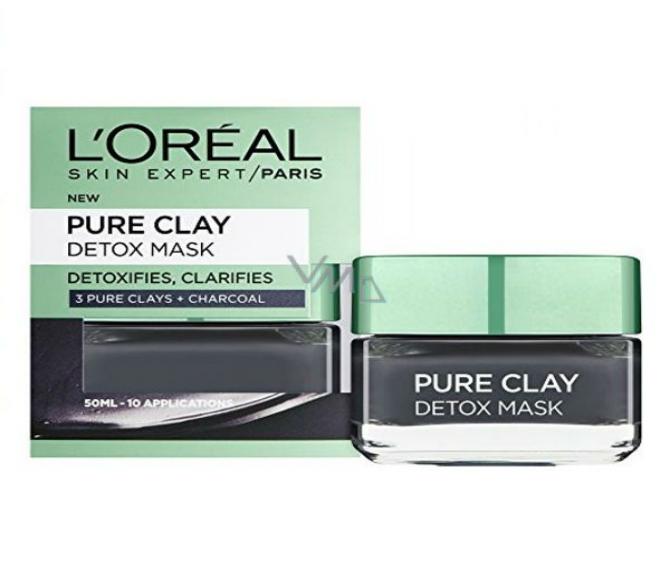 L'ORÉAL
SKIN EXPERT/PARIS
NEW
PURE CLAY
DETOX MASK
DETOXIFIES, CLARIFIES
3 PURE CLAYS + CHARCOAL
50ML - 10 APPLICATIONS
PURE CLAY
DETOX MASK
VMD